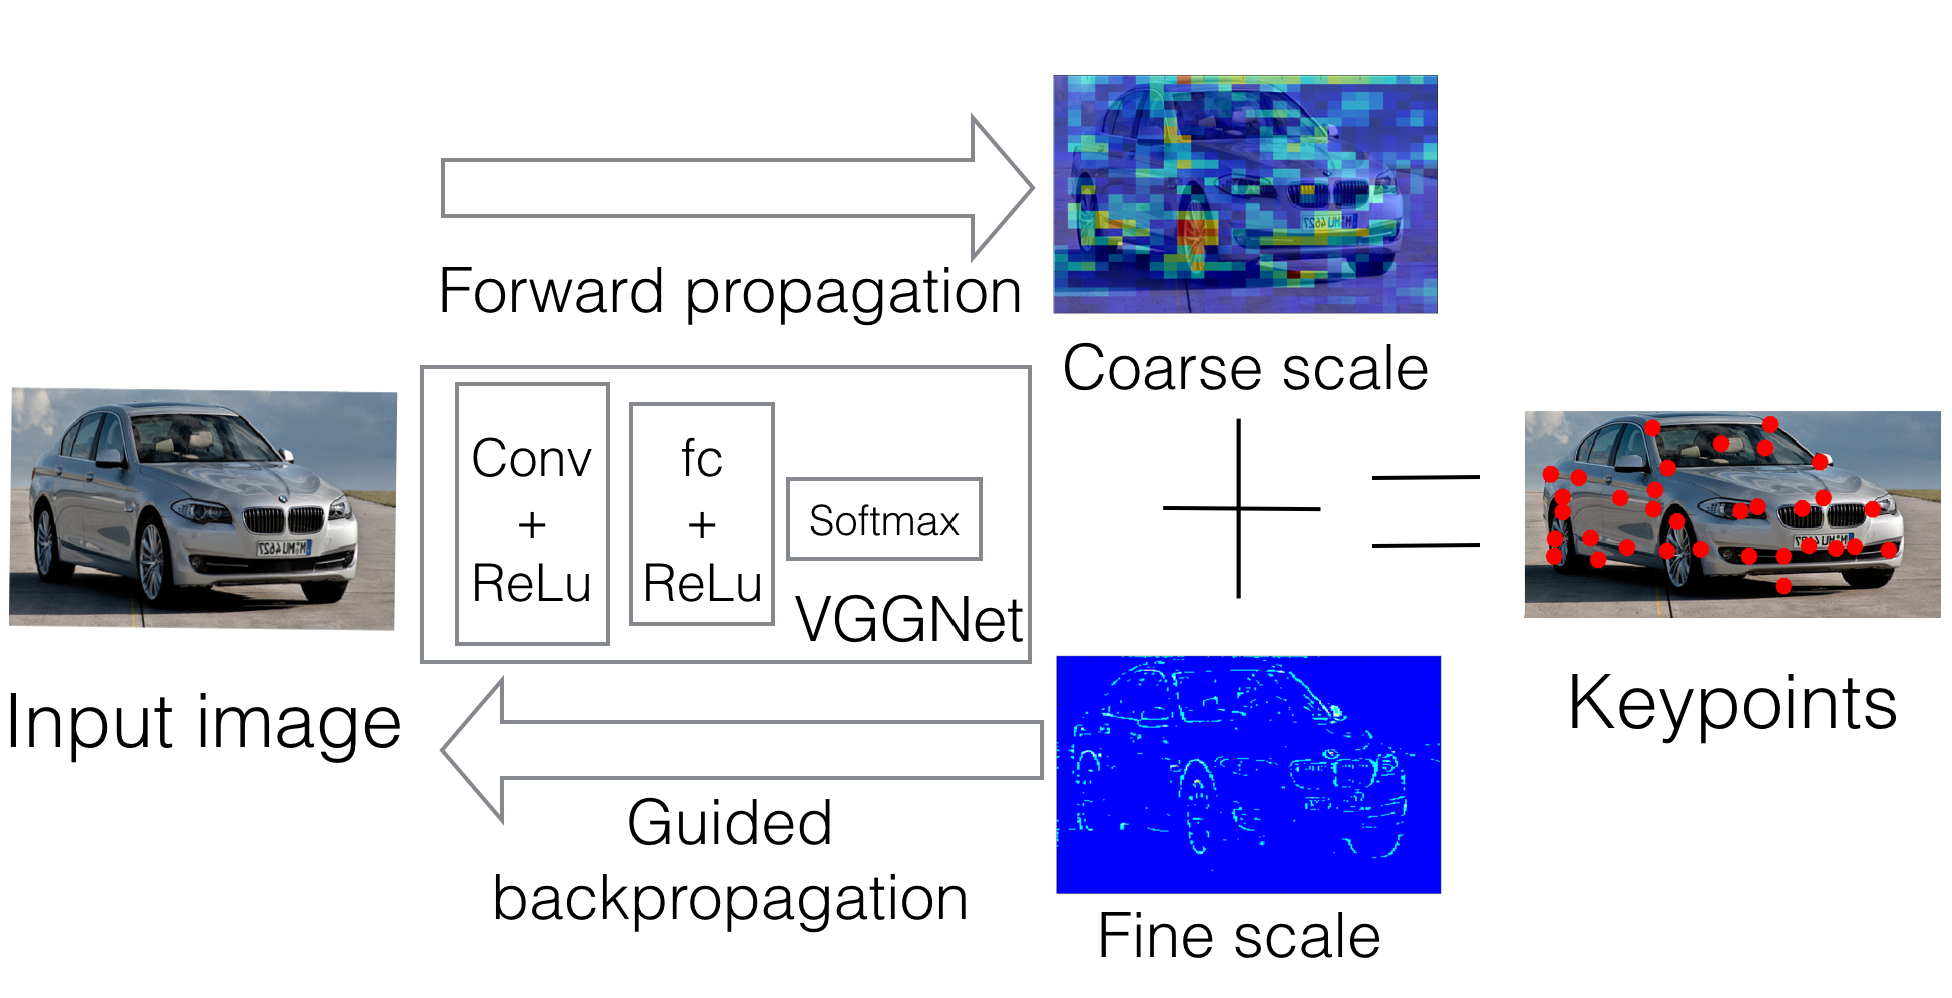 Forward propagation
Coarse scale
Conv
+
ReLu
fc
+
ReLu
Softmax
VGGNet
Input image
Keypoints
Guided
backpropagation
Fine scale